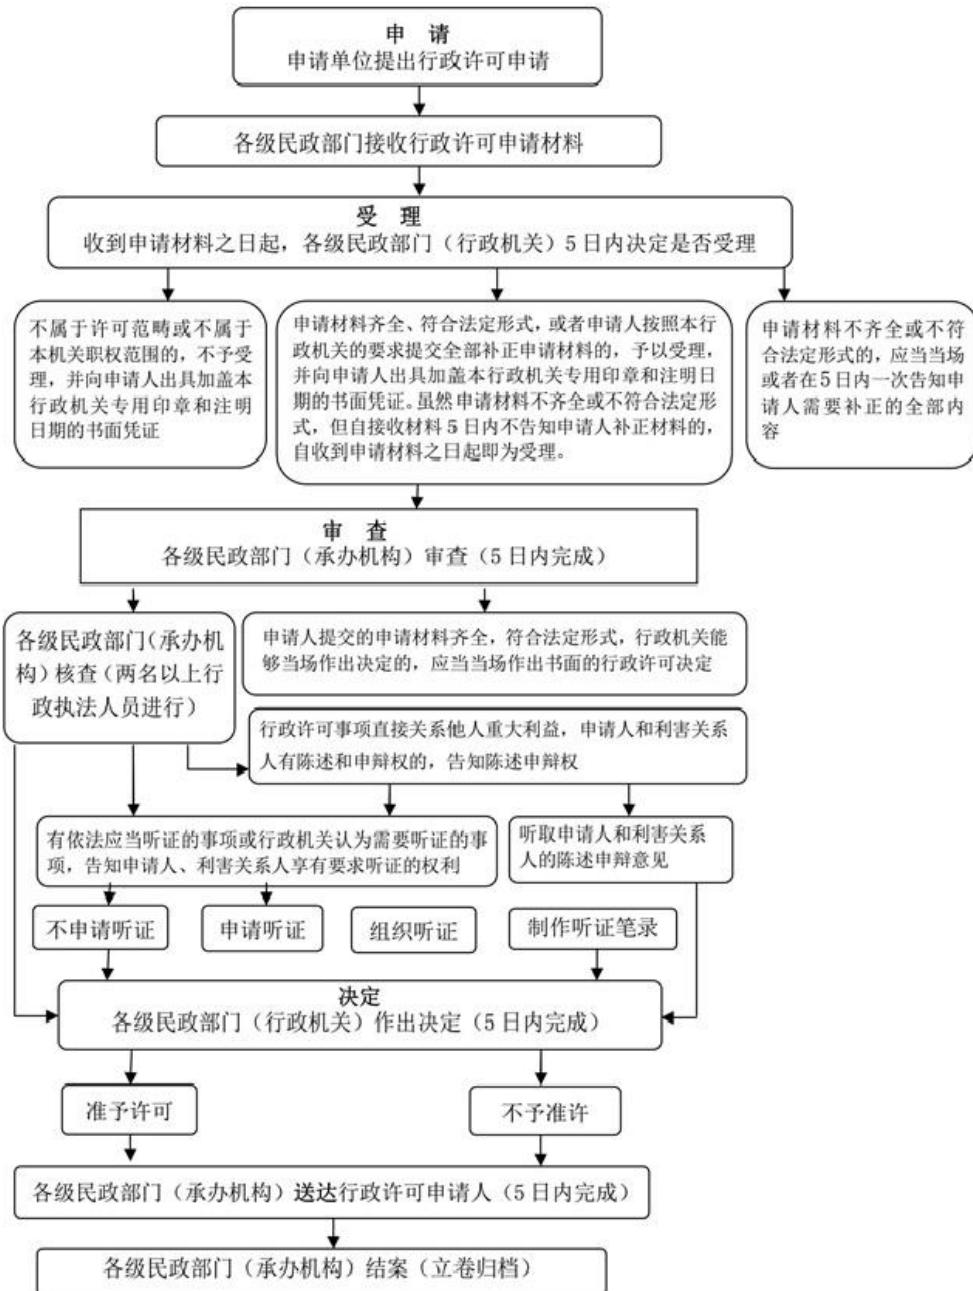 申 请
申请单位提出行政许可申请
各级民政部门接收行政许可申请材料
受 理
收到申请材料之日起，各级民政部门（行政机关）5日内决定是否受理
不属于许可范畴或不属于
本机关职权范围的，不予受
理，并向申请人出具加盖本
行政机关专用印章和注明
日期的书面凭证
申请材料齐全、符合法定形式，或者申请人按照本行
政机关的要求提交全部补正申请材料的，予以受理，
并向申请人出具加盖本行政机关专用印章和注明日
期的书面凭证。虽然申请材料不齐全或不符合法定形
式，但自接收材料5日内不告知申请人补正材料的，
自收到申请材料之日起即为受理。
申请材料不齐全或不符
合法定形式的，应当当场
或者在5日内一次告知申
请人需要补正的全部内
容
审 查
各级民政部门（承办机构）审查（5日内完成）
各级民政部门（承办机
构）核查（两名以上行
政执法人员进行）
申请人提交的申请材料齐全，符合法定形式，行政机关能
够当场作出决定的，应当当场作出书面的行政许可决定
行政许可事项直接关系他人重大利益，申请人和利害关系
人有陈述和申辩权的，告知陈述申辩权
有依法应当听证的事项或行政机关认为需要听证的事
项，告知申请人、利害关系人享有要求听证的权利
听取申请人和利害关系
人的陈述申辩意见
不申请听证
申请听证
组织听证
制作听证笔录
决定
各级民政部门（行政机关）作出决定（5日内完成）
准予许可
不予准许
各级民政部门（承办机构）送达行政许可申请人（5日内完成）
各级民政部门（承办机构）结案（立卷归档）